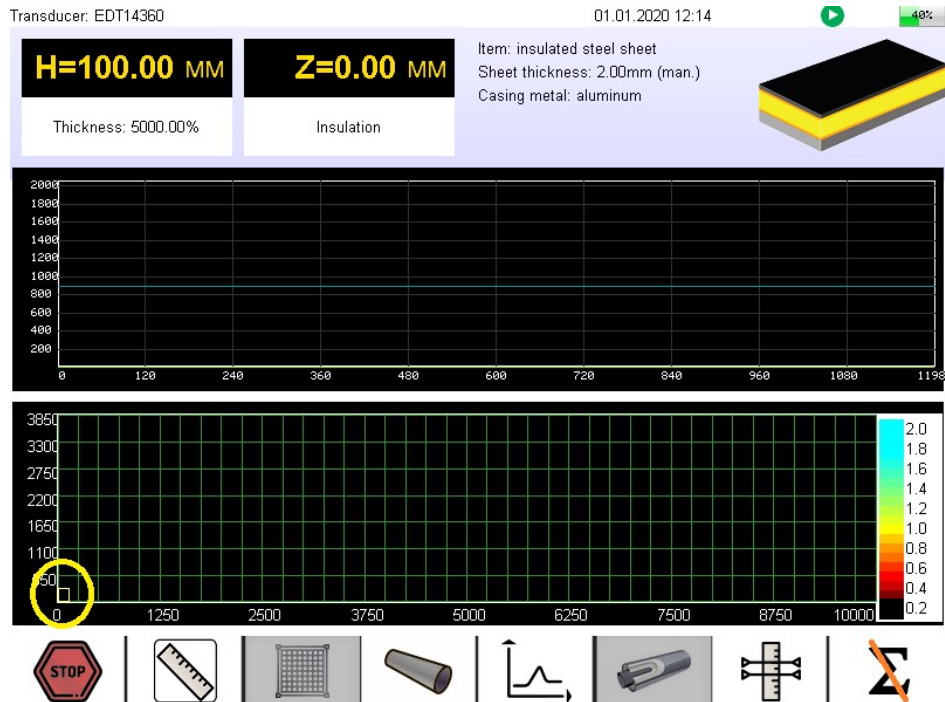 Transducer: EDT14360
01.01.2020 12:14
40%
H=100.00 MM
Thickness: 5000.00%
Z=0.00 MM
Insulation
Item: insulated steel sheet
Sheet thickness: 2.00mm (man.)
Casing metal: aluminum
2000
1800
1600
1400
1200
1000
800
600
400
200
0 120 240 360 480 600 720 840 960 1080 1198
3850
3300
2750
2200
1650
1100
550
0 1250 2500 3750 5000 6250 7500 8750 10000
2.0
1.8
1.6
1.4
1.2
1.0
0.8
0.6
0.4
0.2
STOP
Σ